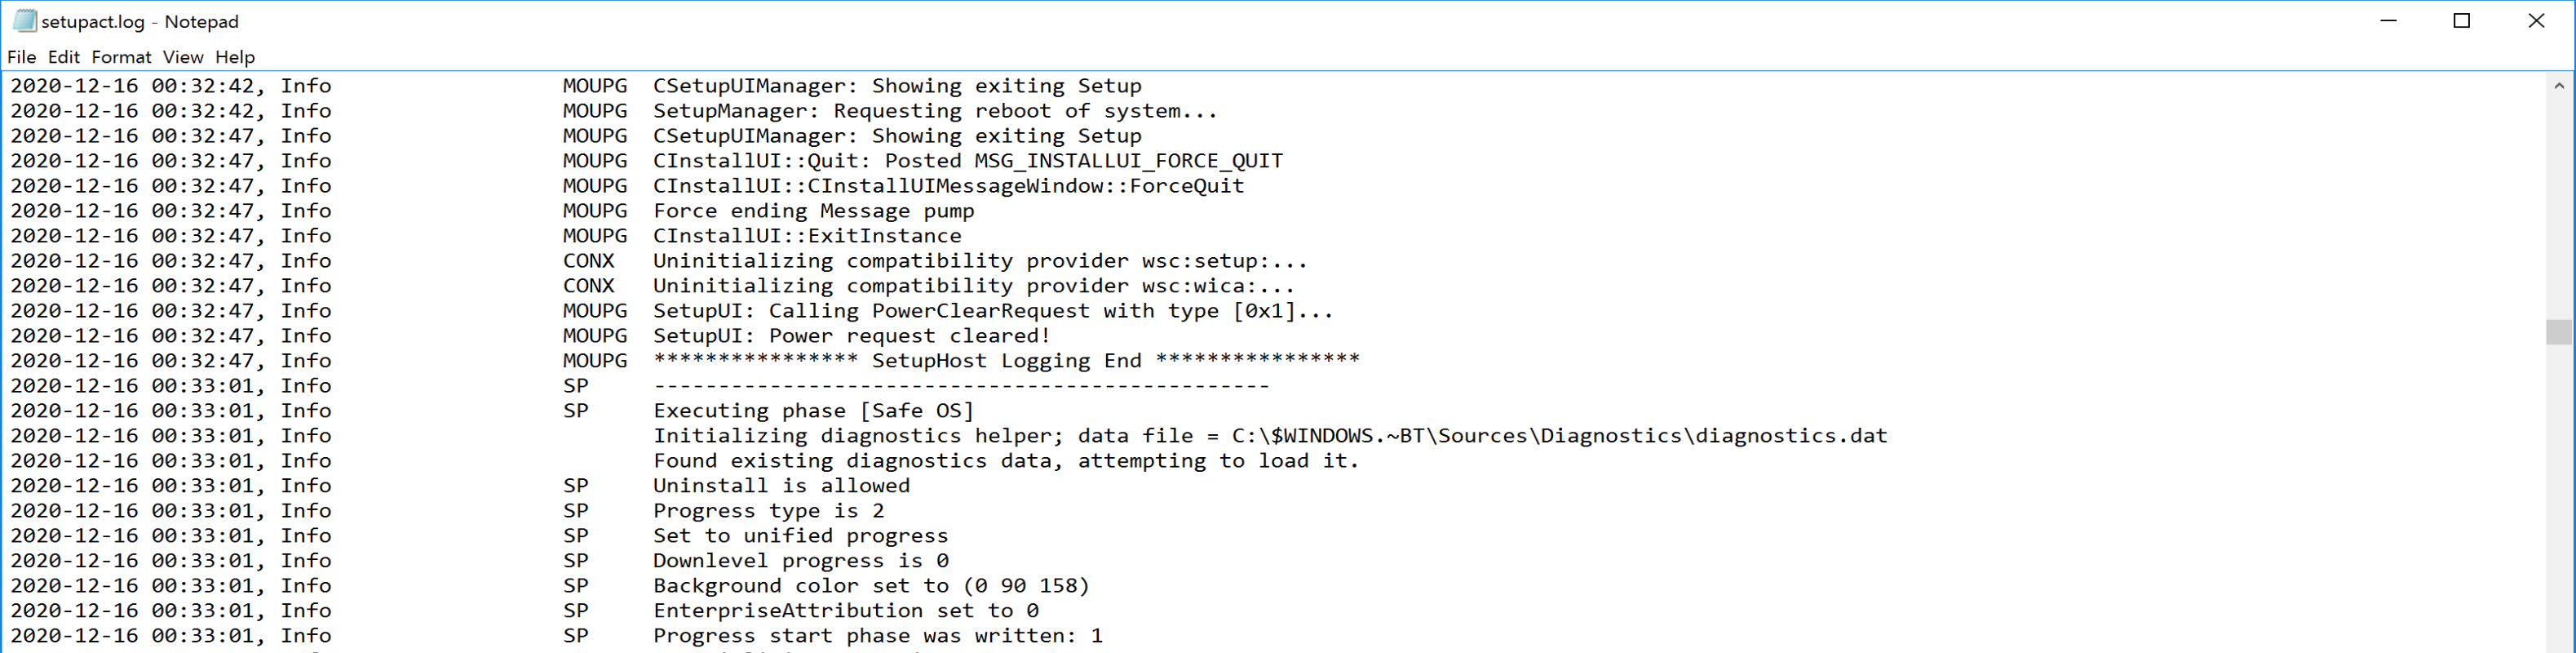 setupact.log - Notepad
File Edit Format View Help
2020-12-16 00:32:42, Info MOUPG CSetupUIManager: Showing exiting Setup
2020-12-16 00:32:42, Info MOUPG SetupManager: Requesting reboot of system...
2020-12-16 00:32:47, Info MOUPG CSetupUIManager: Showing exiting Setup
2020-12-16 00:32:47, Info MOUPG CInstallUI::Quit: Posted MSG_INSTALLUI_FORCE_QUIT
2020-12-16 00:32:47, Info MOUPG CInstallUI::CInstallUIMessageWindow::ForceQuit
2020-12-16 00:32:47, Info MOUPG Force ending Message pump
2020-12-16 00:32:47, Info MOUPG CInstallUI::ExitInstance
2020-12-16 00:32:47, Info CONX Uninitializing compatibility provider wsc:setup:...
2020-12-16 00:32:47, Info CONX Uninitializing compatibility provider wsc:wica:...
2020-12-16 00:32:47, Info MOUPG SetupUI: Calling PowerClearRequest with type [0x1]...
2020-12-16 00:32:47, Info MOUPG SetupUI: Power request cleared!
2020-12-16 00:32:47, Info MOUPG **************** SetupHost Logging End ****************
2020-12-16 00:33:01, Info SP ------------------------------------------------
2020-12-16 00:33:01, Info SP Executing phase [Safe OS]
2020-12-16 00:33:01, Info Initializing diagnostics helper; data file = C:\$WINDOWS.~BT\Sources\Diagnostics\diagnostics.dat
2020-12-16 00:33:01, Info Found existing diagnostics data, attempting to load it.
2020-12-16 00:33:01, Info SP Uninstall is allowed
2020-12-16 00:33:01, Info SP Progress type is 2
2020-12-16 00:33:01, Info SP Set to unified progress
2020-12-16 00:33:01, Info SP Downlevel progress is 0
2020-12-16 00:33:01, Info SP Background color set to (0 90 158)
2020-12-16 00:33:01, Info SP EnterpriseAttribution set to 0
2020-12-16 00:33:01, Info SP Progress start phase was written: 1